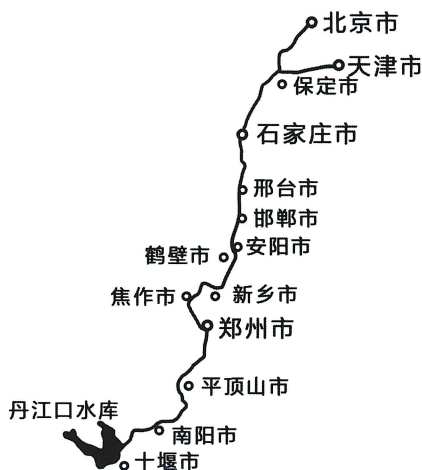 北京市
天津市
保定市
石家庄市
邢台市
邯郸市
安阳市
鹤壁市
焦作市
新乡市
郑州市
平顶山市
丹江口水库
南阳市
十堰市